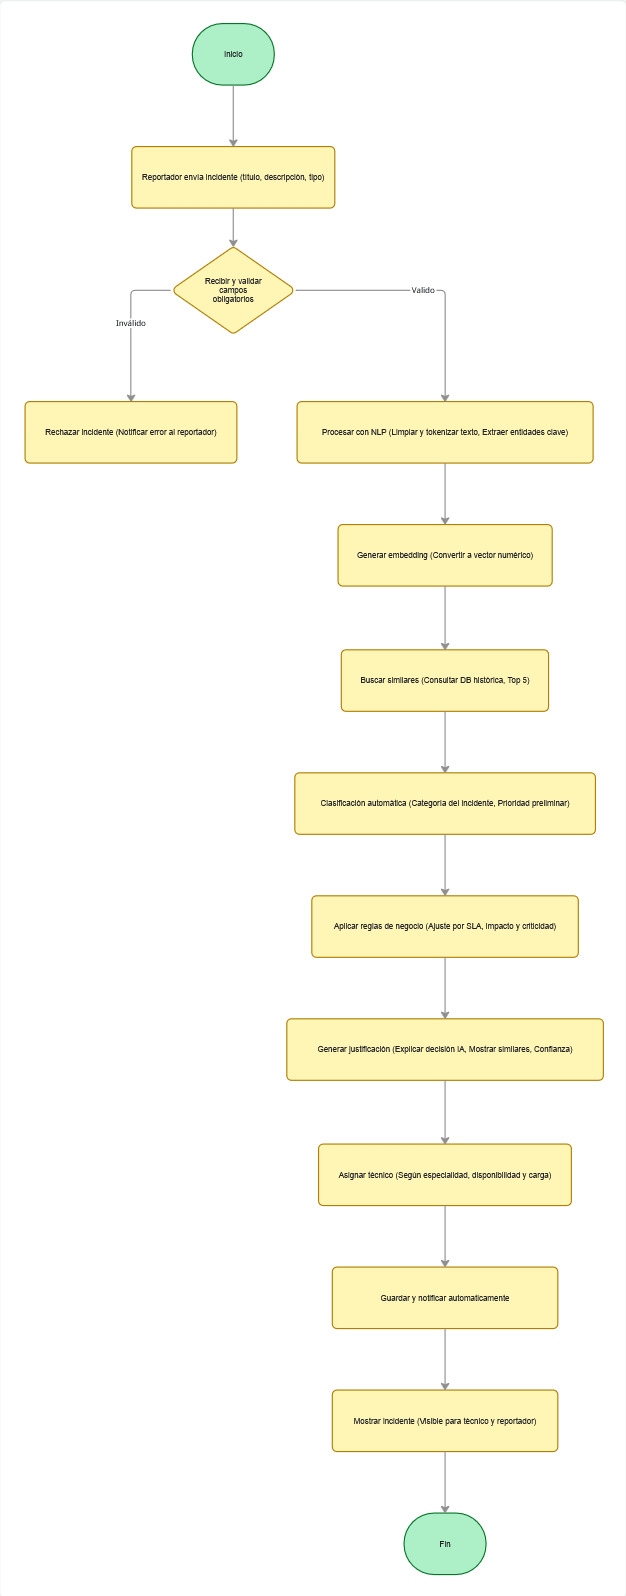 Inicio
Reportador envía incidente (título, descripción, tipo)
Recibir y validar
campos
obligatorios
Inválido
Valido
Rechazar incidente (Notificar error al reportador)
Procesar con NLP (Limpiar y tokenizar texto, Extraer entidades clave)
Generar embedding (Convertir a vector numérico)
Buscar similares (Consultar DB histórica, Top 5)
Clasificación automática (Categoría del incidente, Prioridad preliminar)
Aplicar reglas de negocio (Ajuste por SLA, impacto y criticidad)
Generar justificación (Explicar decisión IA, Mostrar similares, Confianza)
Asignar técnico (Según especialidad, disponibilidad y carga)
Guardar y notificar automaticamente
Mostrar incidente (Visible para técnico y reportador)
Fin